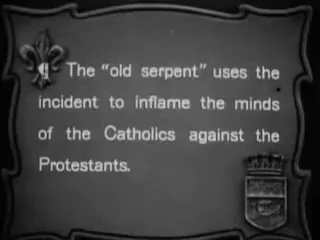 ¶ The “old serpent” uses the
incident to inflame the minds
of the Catholics against the
Protestants.